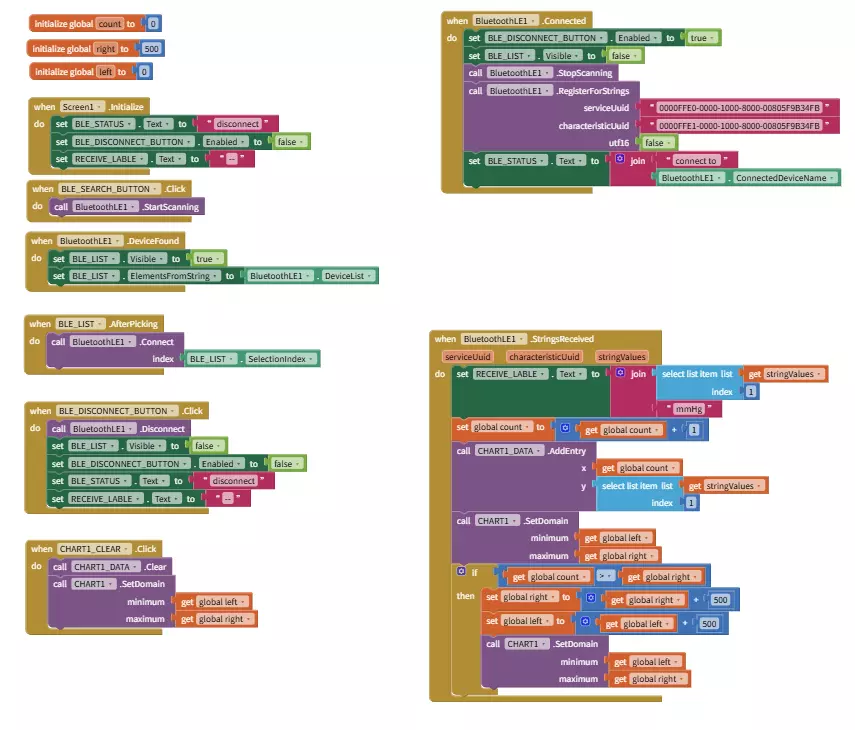 initialize global count to 0
initialize global right to 500
initialize global left to 0
when Screen1 .Initialize
do set BLE_STATUS . Text to " disconnect "
set BLE_DISCONNECT_BUTTON . Enabled to false
set RECEIVE_LABLE . Text to " -- "
when BLE_SEARCH_BUTTON .Click
do call BluetoothLE1 .StartScanning
when BluetoothLE1 .DeviceFound
do set BLE_LIST . Visible to true
set BLE_LIST . ElementsFromString to BluetoothLE1 . DeviceList
when BLE_LIST .AfterPicking
do call BluetoothLE1 .Connect
index BLE_LIST . SelectionIndex
when BLE_DISCONNECT_BUTTON .Click
do call BluetoothLE1 .Disconnect
set BLE_LIST . Visible to false
set BLE_DISCONNECT_BUTTON . Enabled to false
set BLE_STATUS . Text to " disconnect "
set RECEIVE_LABLE . Text to " -- "
when CHART1_CLEAR .Click
do call CHART1_DATA .Clear
call CHART1 .SetDomain
minimum get global left
maximum get global right
when BluetoothLE1 .Connected
do set BLE_DISCONNECT_BUTTON . Enabled to true
set BLE_LIST . Visible to false
call BluetoothLE1 .StopScanning
call BluetoothLE1 .RegisterForStrings
serviceUuid " 0000FFE0-0000-1000-8000-00805F9B34FB "
characteristicUuid " 0000FFE1-0000-1000-8000-00805F9B34FB "
utf16 false
set BLE_STATUS . Text to join " connect to "
BluetoothLE1 . ConnectedDeviceName
when BluetoothLE1 .StringsReceived
serviceUuid characteristicUuid stringValues
do set RECEIVE_LABLE . Text to join select list item list get stringValues
index 1
" mmHg "
set global count to get global count + 1
call CHART1_DATA .AddEntry
x get global count
y select list item list get stringValues
index 1
call CHART1 .SetDomain
minimum get global left
maximum get global right
if get global count > get global right
then set global right to get global right + 500
set global left to get global left + 500
call CHART1 .SetDomain
minimum get global left
maximum get global right